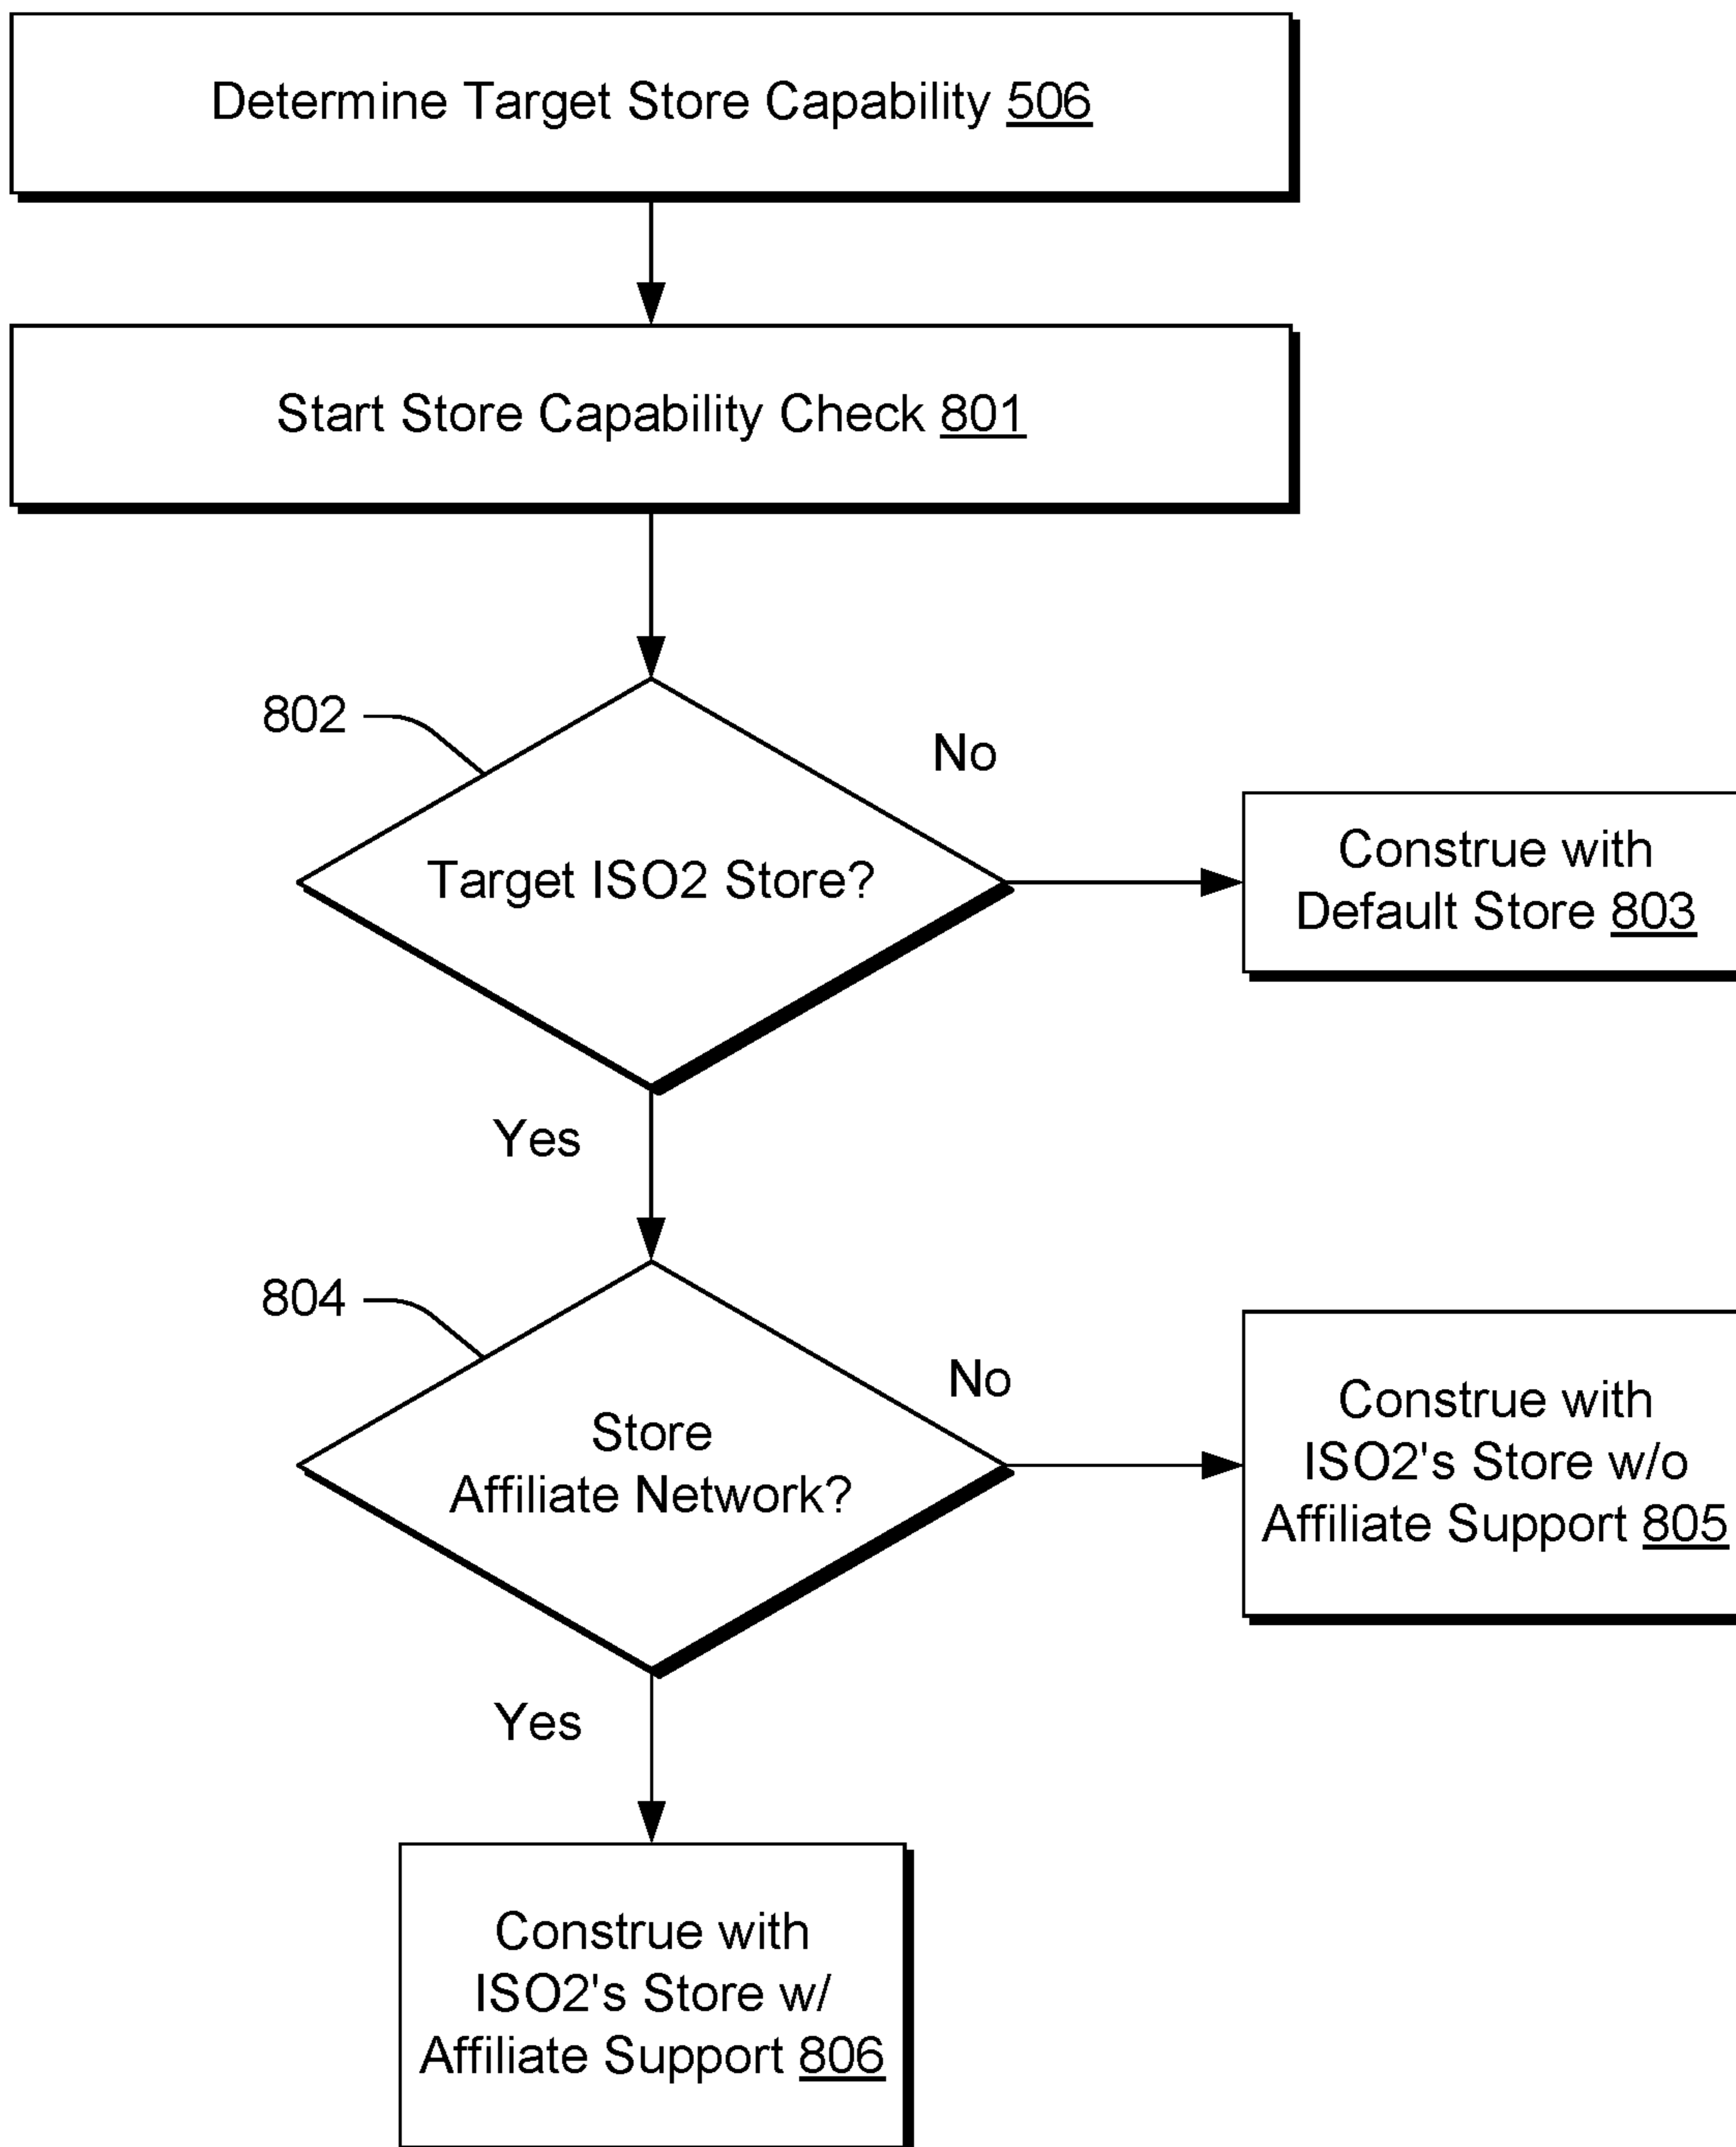 Determine Target Store Capability 506
Start Store Capability Check 801
802
No
Target ISO2 Store?
Construe with
Default Store 803
Yes
804
No
Store
Affiliate Network?
Construe with
ISO2's Store w/o
Affiliate Support 805
Yes
Construe with
ISO2's Store w/
Affiliate Support 806